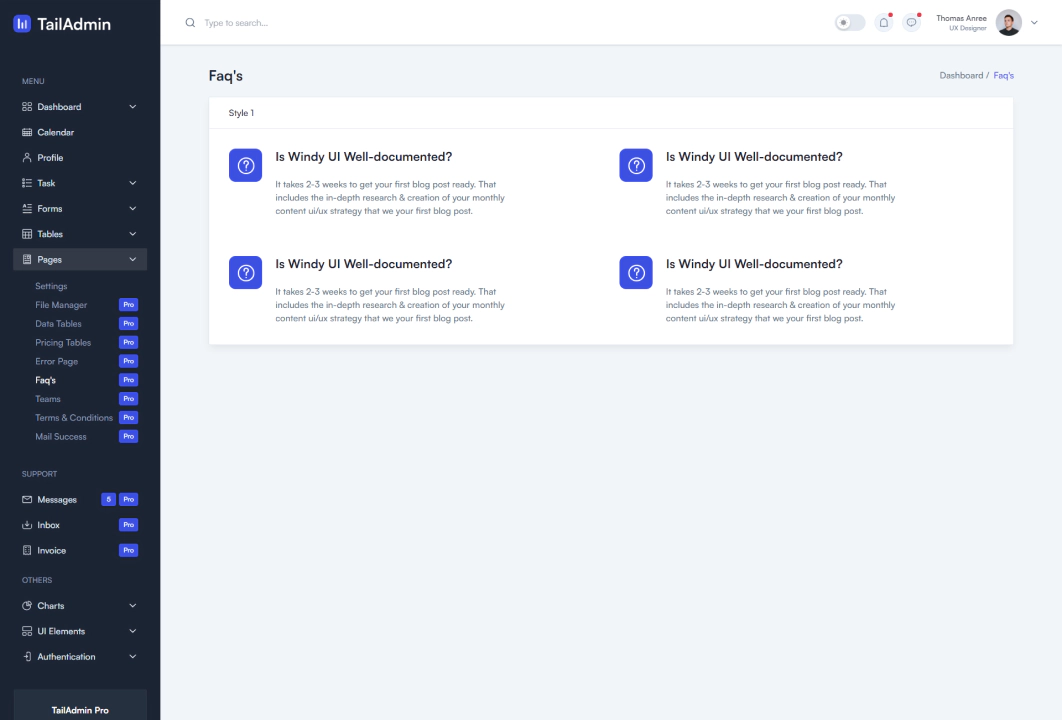 TailAdmin
Type to search...
Thomas Anree
UX Designer
MENU
Dashboard
Calendar
Profile
Task
Forms
Tables
Pages
Settings
File Manager Pro
Data Tables Pro
Pricing Tables Pro
Error Page Pro
Faq's Pro
Teams Pro
Terms & Conditions Pro
Mail Success Pro
SUPPORT
Messages 5 Pro
Inbox Pro
Invoice Pro
OTHERS
Charts
UI Elements
Authentication
TailAdmin Pro
Faq's
Dashboard / Faq's
Style 1
Is Windy UI Well-documented?
It takes 2-3 weeks to get your first blog post ready. That
includes the in-depth research & creation of your monthly
content ui/ux strategy that we your first blog post.
Is Windy UI Well-documented?
It takes 2-3 weeks to get your first blog post ready. That
includes the in-depth research & creation of your monthly
content ui/ux strategy that we your first blog post.
Is Windy UI Well-documented?
It takes 2-3 weeks to get your first blog post ready. That
includes the in-depth research & creation of your monthly
content ui/ux strategy that we your first blog post.
Is Windy UI Well-documented?
It takes 2-3 weeks to get your first blog post ready. That
includes the in-depth research & creation of your monthly
content ui/ux strategy that we your first blog post.